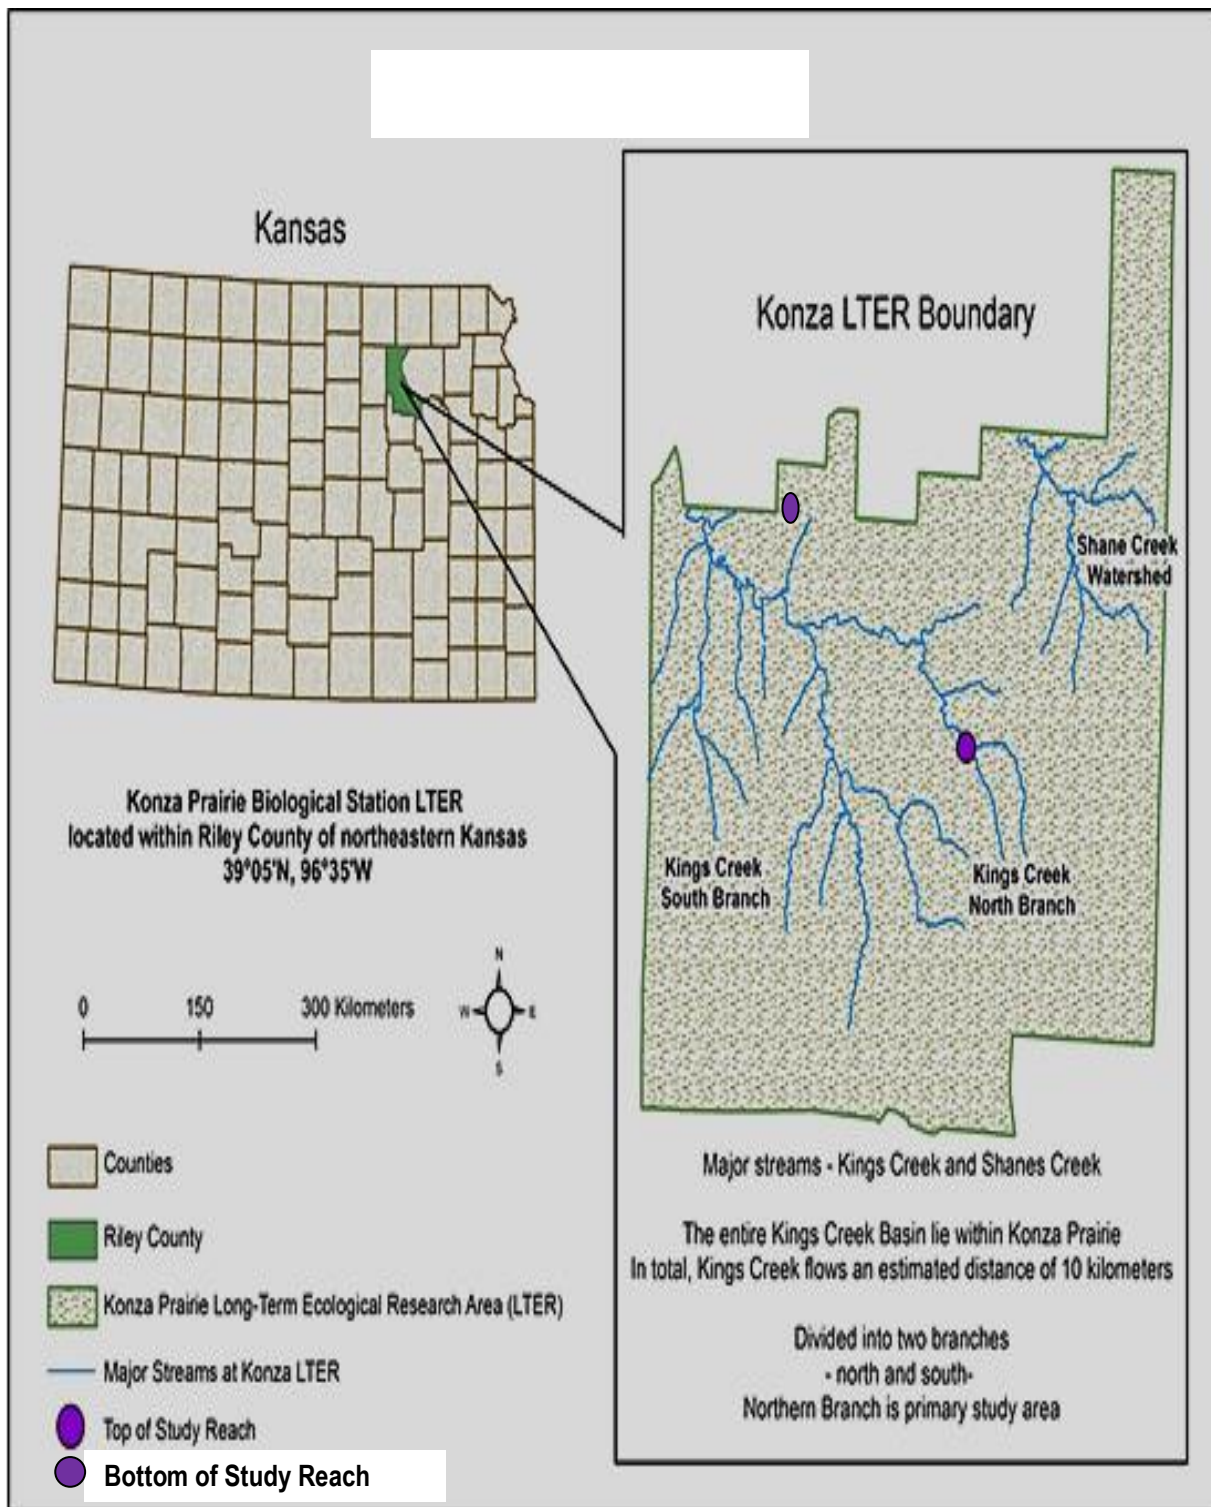 Kansas
Konza LTER Boundary
Shane Creek
Watershed
Kings Creek
South Branch
Kings Creek
North Branch
Konza Prairie Biological Station LTER
located within Riley County of northeastern Kansas
39°05'N, 96°35'W
0 150 300 Kilometers
N
W E
S
Counties
Riley County
Konza Prairie Long-Term Ecological Research Area (LTER)
Major Streams at Konza LTER
Top of Study Reach
Bottom of Study Reach
Major streams - Kings Creek and Shanes Creek
The entire Kings Creek Basin lie within Konza Prairie
In total, Kings Creek flows an estimated distance of 10 kilometers
Divided into two branches
- north and south-
Northern Branch is primary study area